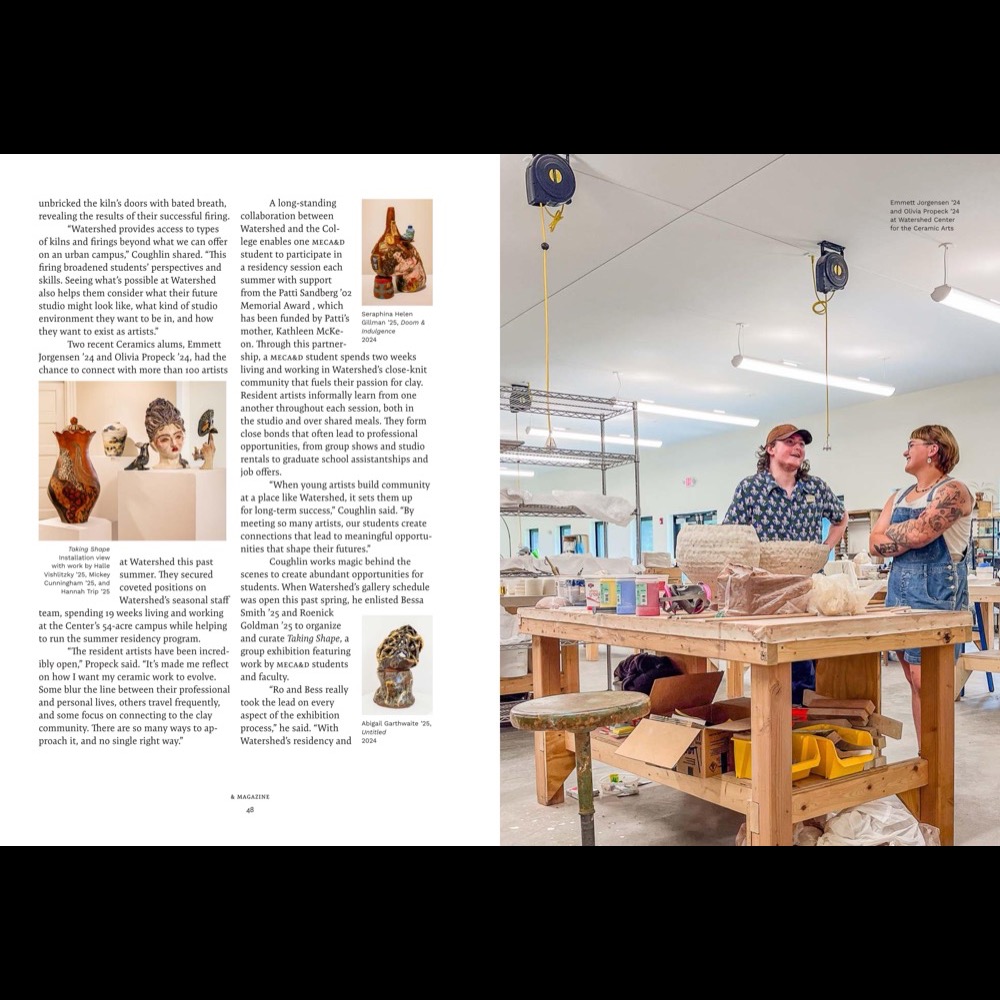 unbricked the kiln's doors with bated breath,
revealing the results of their successful firing.
"Watershed provides access to types
of kilns and firings beyond what we can offer
on an urban campus," Coughlin shared. "This
firing broadened students' perspectives and
skills. Seeing what's possible at Watershed
also helps them consider what their future
studio might look like, what kind of studio
environment they want to be in, and how
they want to exist as artists."
Two recent Ceramics alums, Emmett
Jorgensen '24 and Olivia Propeck '24, had the
chance to connect with more than 100 artists
Taking Shape
installation view
with work by Halle
Vishlitzky '25, Mickey
Cunningham '25, and
Hannah Trip '25
at Watershed this past
summer. They secured
coveted positions on
Watershed's seasonal staff
team, spending 19 weeks living and working
at the Center's 54-acre campus while helping
to run the summer residency program.
"The resident artists have been incred-
ibly open," Propeck said. "It's made me reflect
on how I want my ceramic work to evolve.
Some blur the line between their professional
and personal lives, others travel frequently,
and some focus on connecting to the clay
community. There are so many ways to ap-
proach it, and no single right way."
A long-standing
collaboration between
Watershed and the Col-
lege enables one MECA&D
student to participate in
a residency session each
summer with support
from the Patti Sandberg '02
Memorial Award , which
has been funded by Patti's
mother, Kathleen McKe-
on. Through this partner-
ship, a MECA&D student spends two weeks
living and working in Watershed's close-knit
community that fuels their passion for clay.
Resident artists informally learn from one
another throughout each session, both in
the studio and over shared meals. They form
close bonds that often lead to professional
opportunities, from group shows and studio
rentals to graduate school assistantships and
job offers.
"When young artists build community
at a place like Watershed, it sets them up
for long-term success," Coughlin said. "By
meeting so many artists, our students create
connections that lead to meaningful opportu-
nities that shape their futures."
Coughlin works magic behind the
scenes to create abundant opportunities for
students. When Watershed's gallery schedule
was open this past spring, he enlisted Bessa
Smith '25 and Roenick
Goldman '25 to organize
and curate Taking Shape, a
group exhibition featuring
work by MECA&D students
and faculty.
"Ro and Bess really
took the lead on every
aspect of the exhibition
process," he said. "With
Watershed's residency and
Seraphina Helen
Gillman '25, Doom &
Indulgence
2024
Abigail Garthwaite '25,
Untitled
2024
& MAGAZINE
48
Emmett Jorgensen '24
and Olivia Propeck '24
at Watershed Center
for the Ceramic Arts